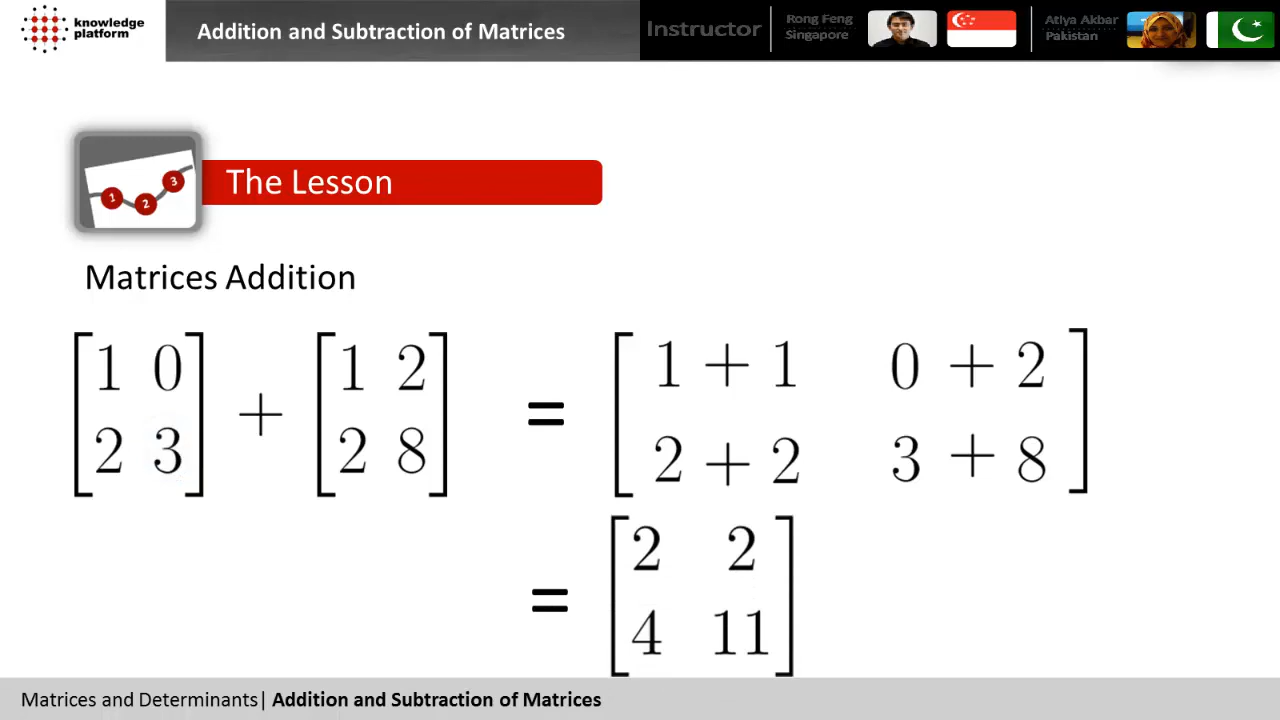 knowledge
platform
Addition and Subtraction of Matrices
Instructor
Rong Feng
Singapore
Atiya Akbar
Pakistan
1 2 3
The Lesson
Matrices Addition
[1 0] + [1 2] = [1 + 1 0 + 2]
[2 3] [2 8] [2 + 2 3 + 8]
= [2 2]
[4 11]
Matrices and Determinants| Addition and Subtraction of Matrices